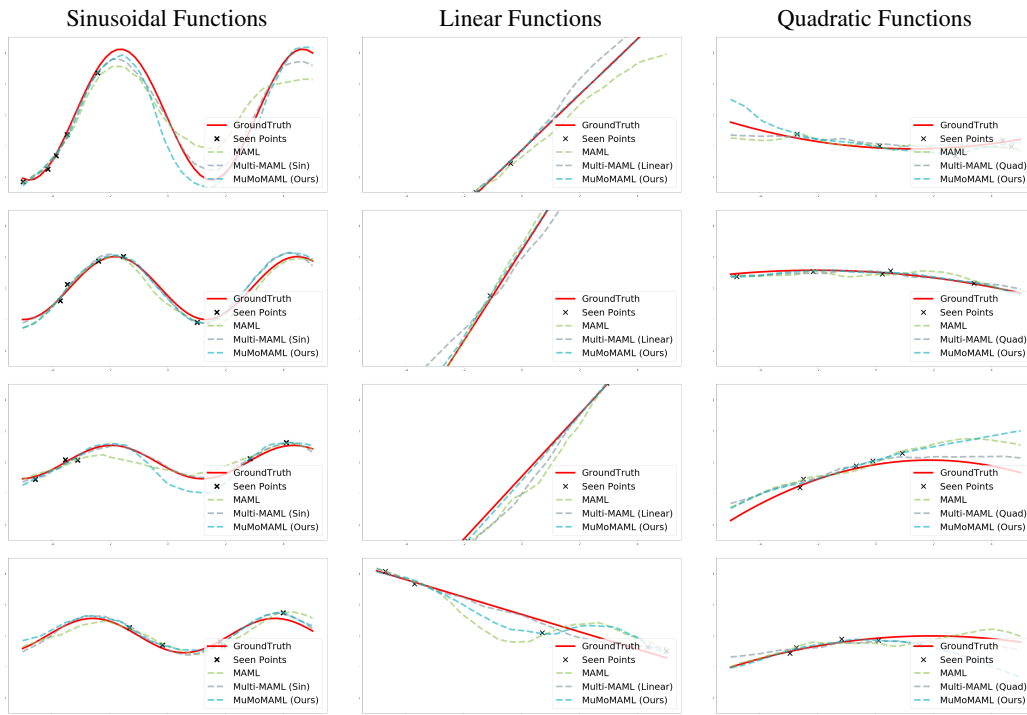 Sinusoidal Functions
Linear Functions
Quadratic Functions
GroundTruth
Seen Points
MAML
Multi-MAML (Sin)
MuMoMAML (Ours)
GroundTruth
Seen Points
MAML
Multi-MAML (Linear)
MuMoMAML (Ours)
GroundTruth
Seen Points
MAML
Multi-MAML (Quad)
MuMoMAML (Ours)
GroundTruth
Seen Points
MAML
Multi-MAML (Sin)
MuMoMAML (Ours)
GroundTruth
Seen Points
MAML
Multi-MAML (Linear)
MuMoMAML (Ours)
GroundTruth
Seen Points
MAML
Multi-MAML (Quad)
MuMoMAML (Ours)
GroundTruth
Seen Points
MAML
Multi-MAML (Sin)
MuMoMAML (Ours)
GroundTruth
Seen Points
MAML
Multi-MAML (Linear)
MuMoMAML (Ours)
GroundTruth
Seen Points
MAML
Multi-MAML (Quad)
MuMoMAML (Ours)
GroundTruth
Seen Points
MAML
Multi-MAML (Sin)
MuMoMAML (Ours)
GroundTruth
Seen Points
MAML
Multi-MAML (Linear)
MuMoMAML (Ours)
GroundTruth
Seen Points
MAML
Multi-MAML (Quad)
MuMoMAML (Ours)